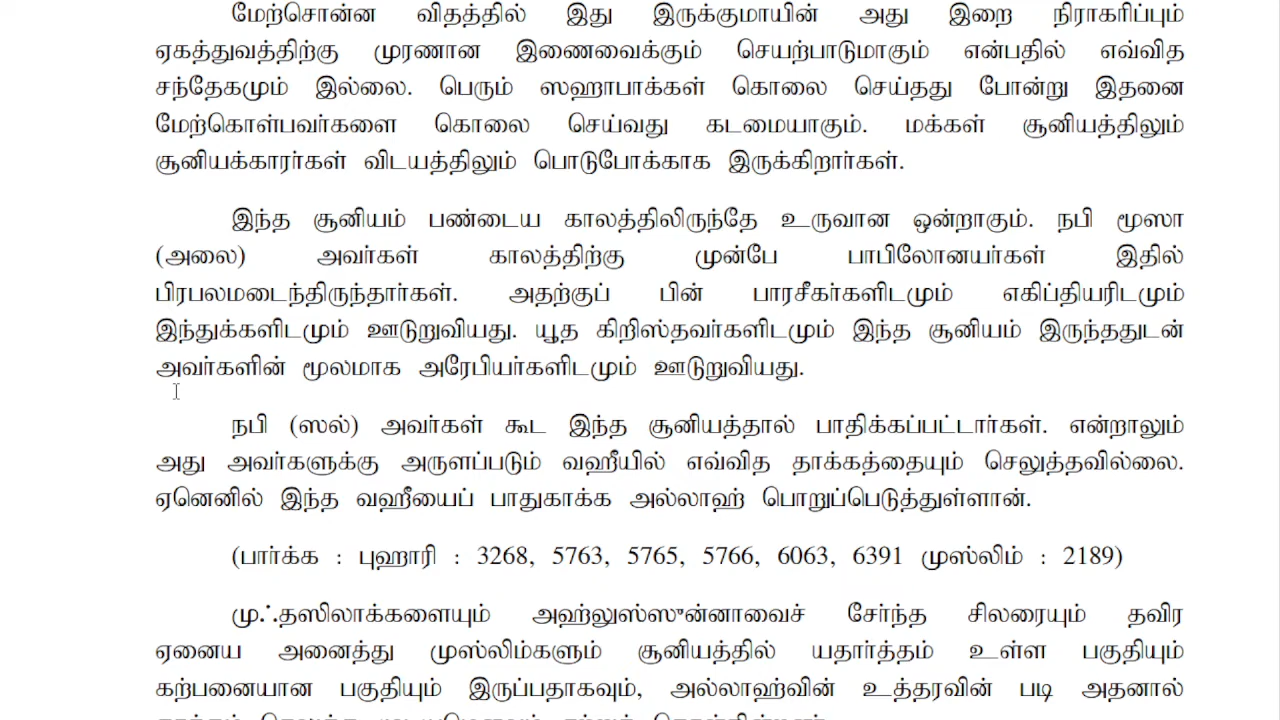 மேற்சொன்ன விதத்தில் இது இருக்குமாயின் அது இறை நிராகரிப்பும்
ஏகத்துவத்திற்கு முரணான இணைவைக்கும் செயற்பாடுமாகும் என்பதில் எவ்வித
சந்தேகமும் இல்லை. பெரும் ஸஹாபாக்கள் கொலை செய்தது போன்று இதனை
மேற்கொள்பவர்களை கொலை செய்வது கடமையாகும். மக்கள் சூனியத்திலும்
சூனியக்காரர்கள் விடயத்திலும் பொடுபோக்காக இருக்கிறார்கள்.
இந்த சூனியம் பண்டைய காலத்திலிருந்தே உருவான ஒன்றாகும். நபி மூஸா
(அலை) அவர்கள் காலத்திற்கு முன்பே பாபிலோனயர்கள் இதில்
பிரபலமடைந்திருந்தார்கள். அதற்குப் பின் பாரசீகர்களிடமும் எகிப்தியரிடமும்
இந்துக்களிடமும் ஊடுறுவியது. யூத கிறிஸ்தவர்களிடமும் இந்த சூனியம் இருந்ததுடன்
அவர்களின் மூலமாக அரேபியர்களிடமும் ஊடுறுவியது.
நபி (ஸல்) அவர்கள் கூட இந்த சூனியத்தால் பாதிக்கப்பட்டார்கள். என்றாலும்
அது அவர்களுக்கு அருளப்படும் வஹீயில் எவ்வித தாக்கத்தையும் செலுத்தவில்லை.
ஏனெனில் இந்த வஹீயைப் பாதுகாக்க அல்லாஹ் பொறுப்பெடுத்துள்ளான்.
(பார்க்க : புஹாரி : 3268, 5763, 5765, 5766, 6063, 6391 முஸ்லிம் : 2189)
முஃதஸிலாக்களையும் அஹ்லுஸ்ஸுன்னாவைச் சேர்ந்த சிலரையும் தவிர
ஏனைய அனைத்து முஸ்லிம்களும் சூனியத்தில் யதார்த்தம் உள்ள பகுதியும்
கற்பனையான பகுதியும் இருப்பதாகவும், அல்லாஹ்வின் உத்தரவின் படி அதனால்